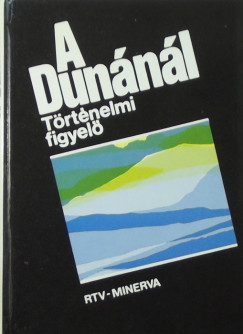 A
Dunánál
Történelmi
figyelő
RTV-MINERVA